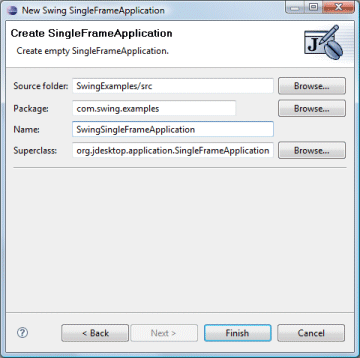 New Swing SingleFrameApplication
Create SingleFrameApplication
Create empty SingleFrameApplication.
Source folder: SwingExamples/src Browse...
Package: com.swing.examples Browse...
Name: SwingSingleFrameApplication
Superclass: org.jdesktop.application.SingleFrameApplication Browse...
? < Back Next > Finish Cancel